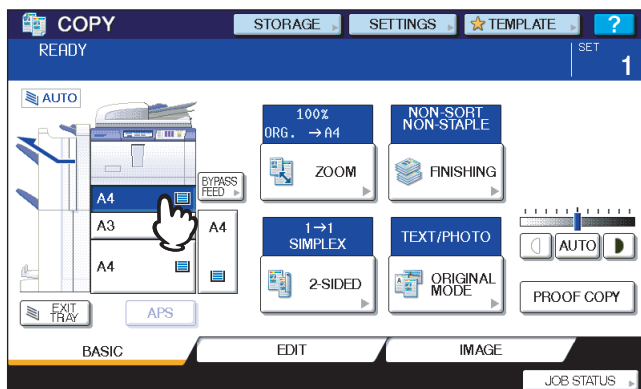 COPY
STORAGE
SETTINGS
TEMPLATE
?
READY
SET
1
AUTO
100%
ORG. →A4
ZOOM
NON-SORT
NON-STAPLE
FINISHING
BYPASS
FEED
A4
A3
A4
A4
1→1
SIMPLEX
2-SIDED
TEXT/PHOTO
ORIGINAL
MODE
AUTO
PROOF COPY
EXIT
TRAY
APS
BASIC
EDIT
IMAGE
JOB STATUS